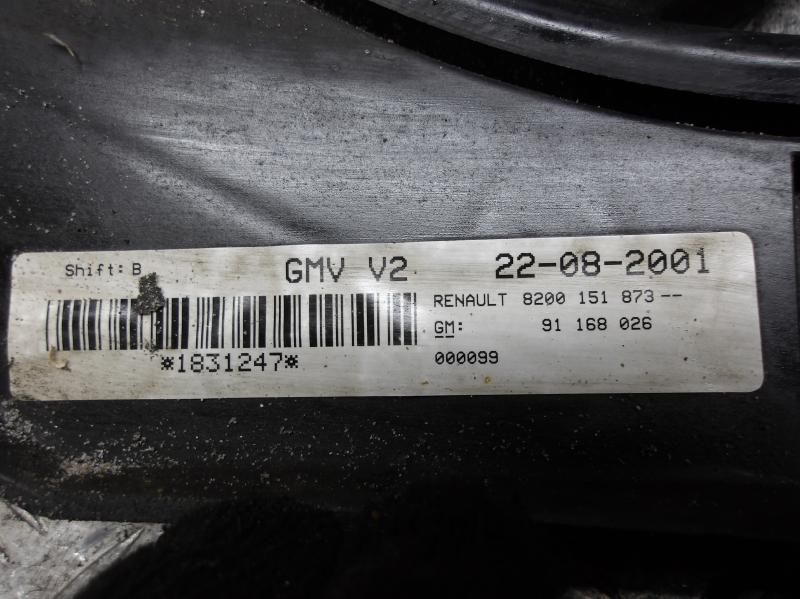 Shift: B GMV V2 22-08-2001
RENAULT 8200 151 873--
GM: 91 168 026
*1831247* 000099